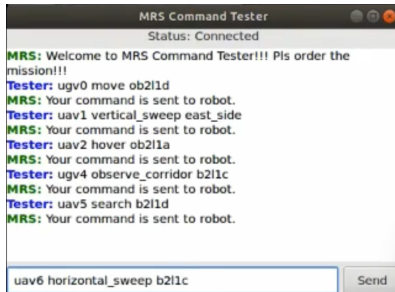 MRS Command Tester
Status: Connected
MRS: Welcome to MRS Command Tester!!! Pls order the
mission!!!
Tester: ugv0 move ob2l1d
MRS: Your command is sent to robot.
Tester: uav1 vertical_sweep east_side
MRS: Your command is sent to robot.
Tester: uav2 hover ob2l1a
MRS: Your command is sent to robot.
Tester: ugv4 observe_corridor b2l1c
MRS: Your command is sent to robot.
Tester: uav5 search b2l1d
MRS: Your command is sent to robot.
uav6 horizontal_sweep b2l1c
Send